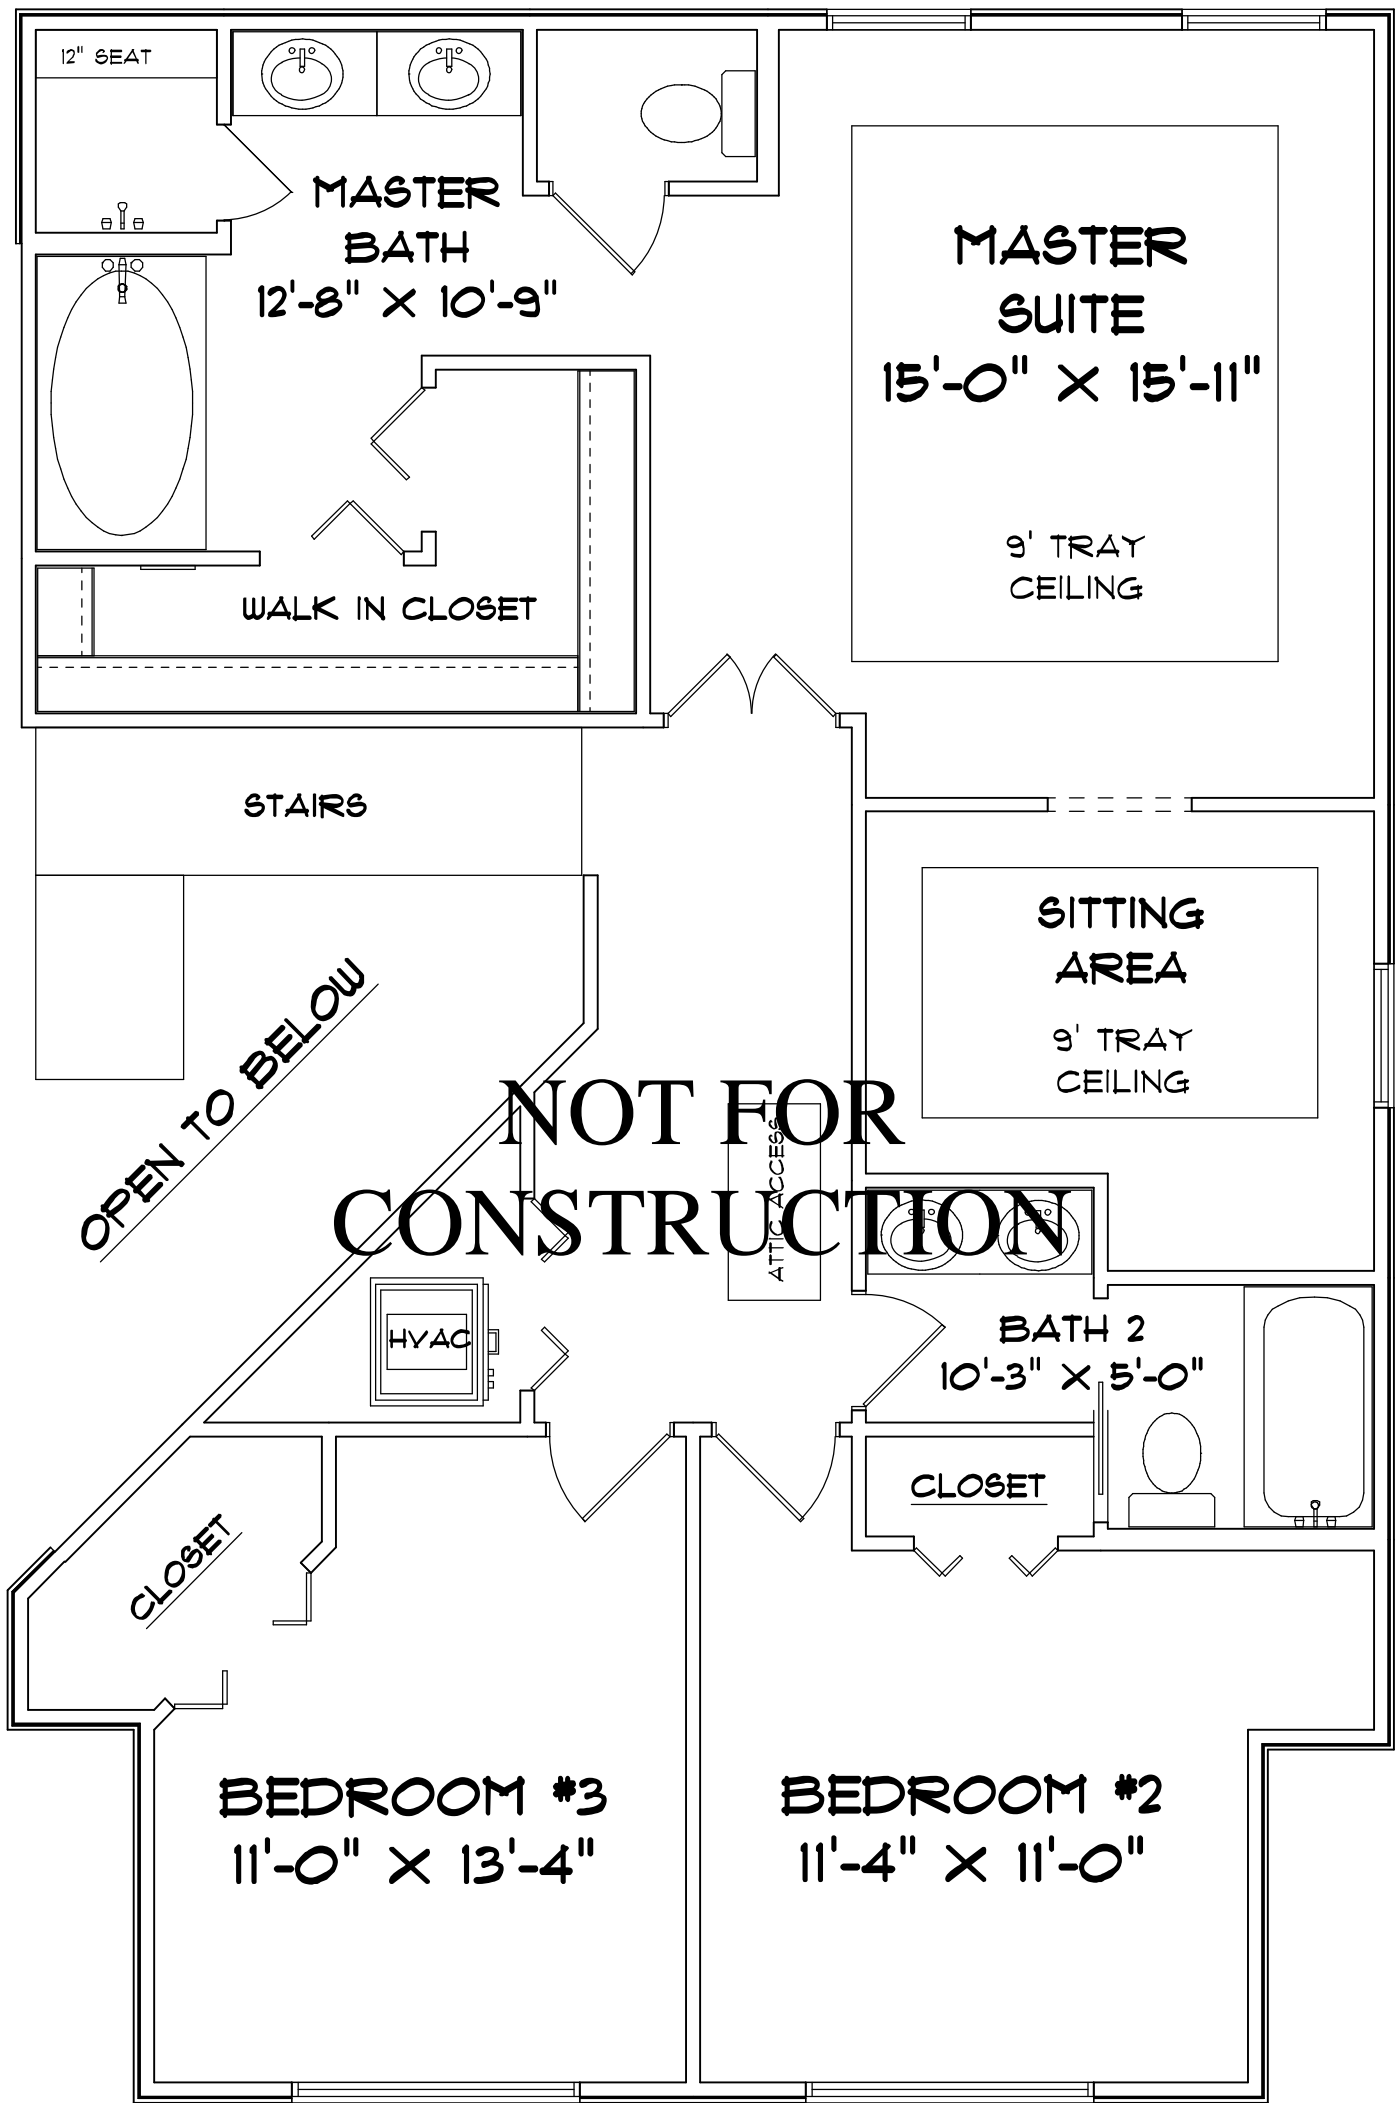 12" SEAT
MASTER
BATH
12'-8" X 10'-9"
MASTER
SUITE
15'-0" X 15'-11"
9' TRAY
CEILING
WALK IN CLOSET
STAIRS
SITTING
AREA
9' TRAY
CEILING
OPEN TO BELOW
NOT FOR
CONSTRUCTION
ATTIC ACCESS
HVAC
BATH 2
10'-3" X 5'-0"
CLOSET
CLOSET
BEDROOM #3
11'-0" X 13'-4"
BEDROOM #2
11'-4" X 11'-0"